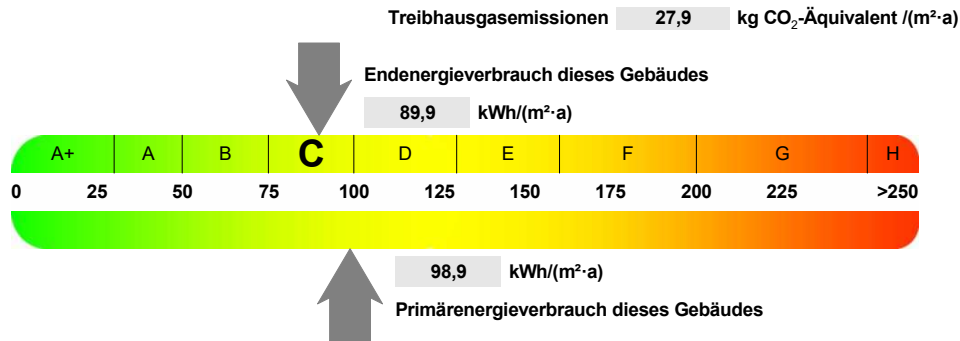 Treibhausgasemissionen 27,9 kg CO₂-Äquivalent /(m²·a)
Endenergieverbrauch dieses Gebäudes
89,9 kWh/(m²·a)
A+ A B C D E F G H
0 25 50 75 100 125 150 175 200 225 >250
98,9 kWh/(m²·a)
Primärenergieverbrauch dieses Gebäudes